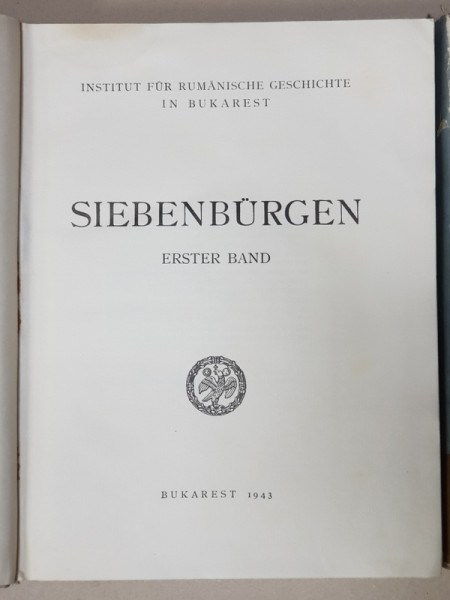 INSTITUT FÜR RUMÄNISCHE GESCHICHTE
IN BUKAREST
SIEBENBÜRGEN
ERSTER BAND
BUKAREST 1943